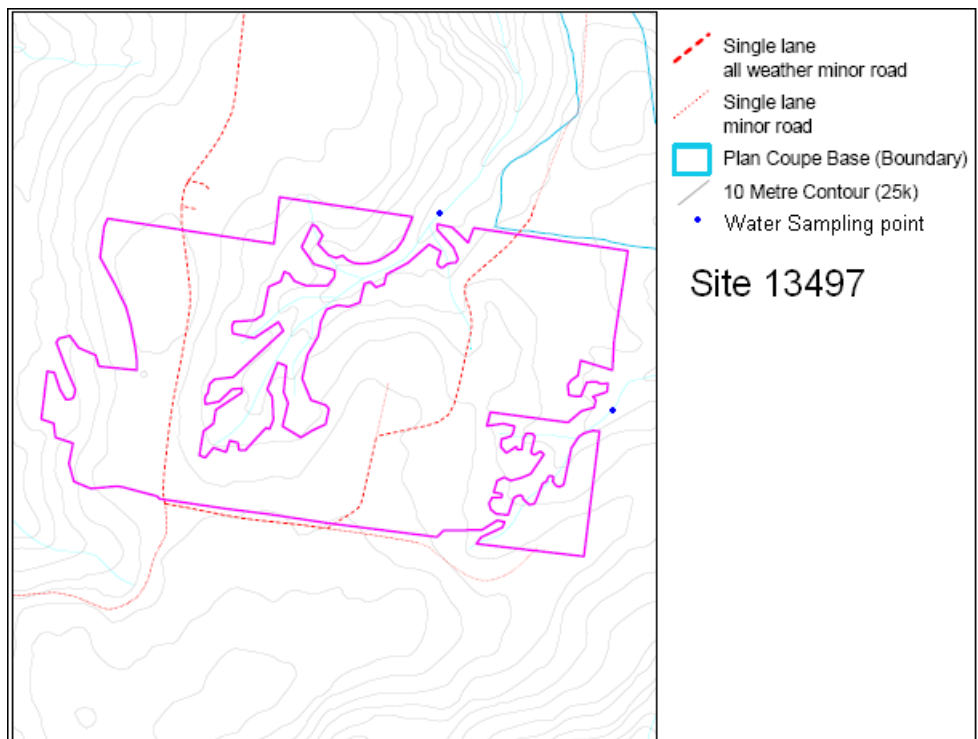 Single lane
all weather minor road
Single lane
minor road
Plan Coupe Base (Boundary)
10 Metre Contour (25k)
Water Sampling point
Site 13497